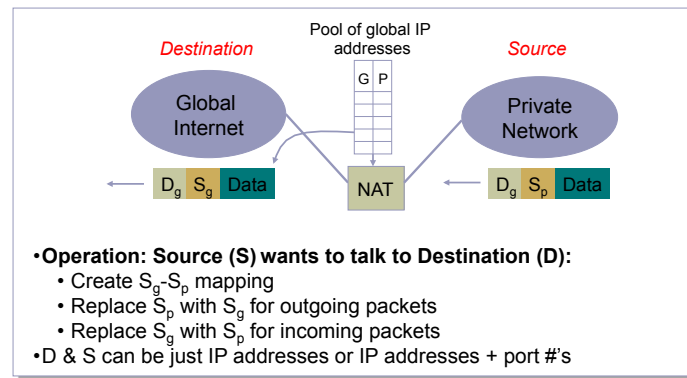 Pool of global IP
addresses
Destination
Source
G P
Global
Internet
Private
Network
Dg Sg Data
NAT
Dg Sp Data
•Operation: Source (S) wants to talk to Destination (D):
• Create Sg-Sp mapping
• Replace Sp with Sg for outgoing packets
• Replace Sg with Sp for incoming packets
•D & S can be just IP addresses or IP addresses + port #'s